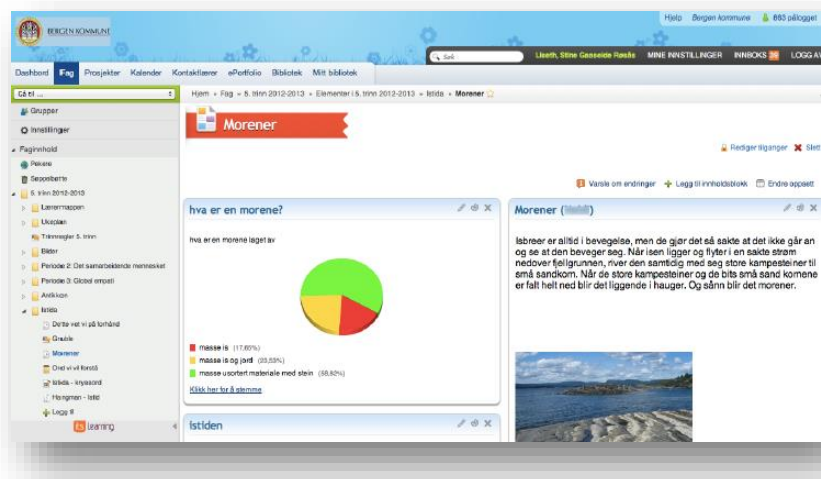 BERGEN KOMMUNE
Hjelp Bergen kommune 893 pålogget
Søk
MINE INNSTILLINGER INNBOKS LOGG AV
Dashbord Fag Prosjekter Kalender Kontaktlærer ePortfolio Bibliotek Mitt bibliotek
Gå til ...
Hjem » Fag » 5. trinn 2012-2013 » Elementer i 5. trinn 2012-2013 » Istida » Morener
Grupper
Innstillinger
Faginnhold
Pekere
Søppelbøtte
5. trinn 2012-2013
Lærermappen
Ukeplan
Trinnregler 5. trinn
Bilder
Periode 2: Det samarbeidende mennesket
Periode 3: Global empati
Antikken
Istida
Dette vet vi på forhånd
Gruble
Morener
Ord vi vil forstå
Istida - kryssord
Hangman - Istid
Legg til
its learning
Morener
Rediger tilganger Slett
Varsle om endringer Legg til innholdsblokk Endre oppsett
hva er en morene?
hva er en morene laget av
masse is (17,65%)
masse is og jord (23,53%)
masse usortert materiale med stein (58,82%)
Klikk her for å stemme
Istiden
Morener (
Isbreer er alltid i bevegelse, men de gjør det så sakte at det ikke går an
og se at den beveger seg. Når isen ligger og flyter i en sakte strøm
nedover fjellgrunnen, river den samtidig med seg store kampesteiner til
små sandkorn. Når de store kampesteiner og de bits små sand kornene
er falt helt ned blir det liggende i hauger. Og sånn blir det morener.